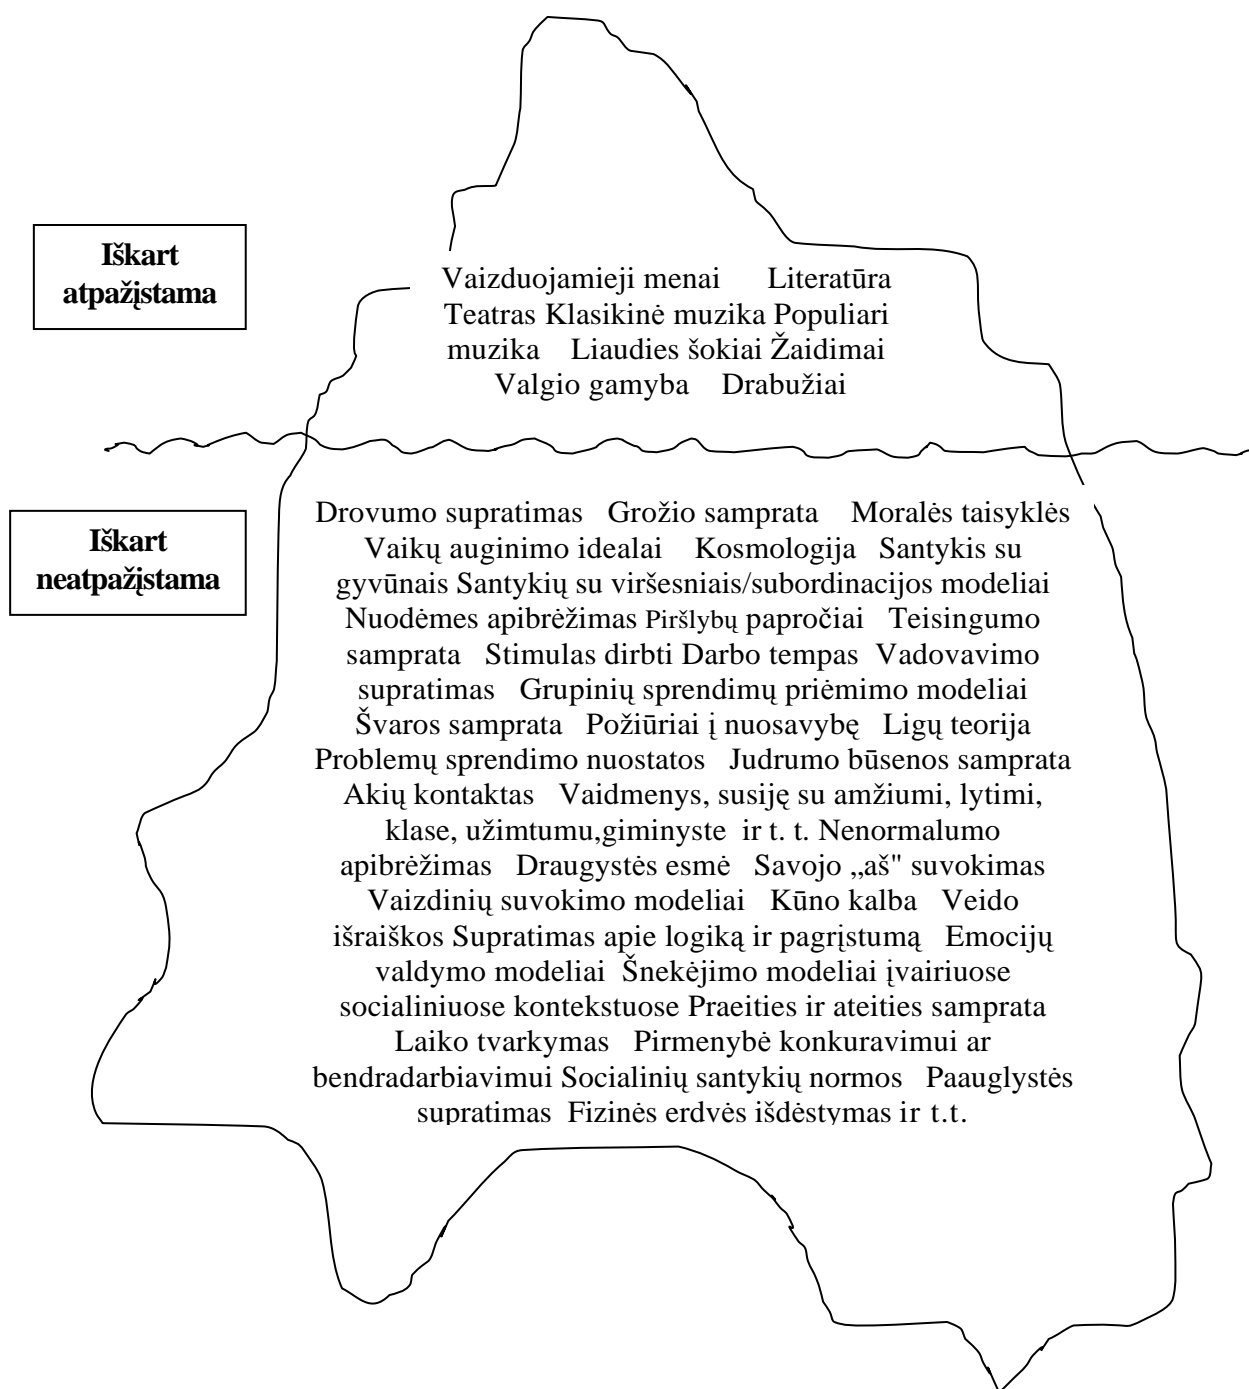 Iškart
atpažįstama
Vaizduojamieji menai Literatūra
Teatras Klasikinė muzika Populiari
muzika Liaudies šokiai Žaidimai
Valgio gamyba Drabužiai
Iškart
neatpažįstama
Drovumo supratimas Grožio samprata Moralės taisyklės
Vaikų auginimo idealai Kosmologija Santykis su
gyvūnais Santykių su viršesniais/subordinacijos modeliai
Nuodėmes apibrėžimas Piršlybų papročiai Teisingumo
samprata Stimulas dirbti Darbo tempas Vadovavimo
supratimas Grupinių sprendimų priėmimo modeliai
Švaros samprata Požiūriai į nuosavybę Ligų teorija
Problemų sprendimo nuostatos Judrumo būsenos samprata
Akių kontaktas Vaidmenys, susiję su amžiumi, lytimi,
klase, užimtumu,giminyste ir t. t. Nenormalumo
apibrėžimas Draugystės esmė Savojo „aš" suvokimas
Vaizdinių suvokimo modeliai Kūno kalba Veido
išraiškos Supratimas apie logiką ir pagrįstumą Emocijų
valdymo modeliai Šnekėjimo modeliai įvairiuose
socialiniuose kontekstuose Praeities ir ateities samprata
Laiko tvarkymas Pirmenybė konkuravimui ar
bendradarbiavimui Socialinių santykių normos Paauglystės
supratimas Fizinės erdvės išdėstymas ir t.t.